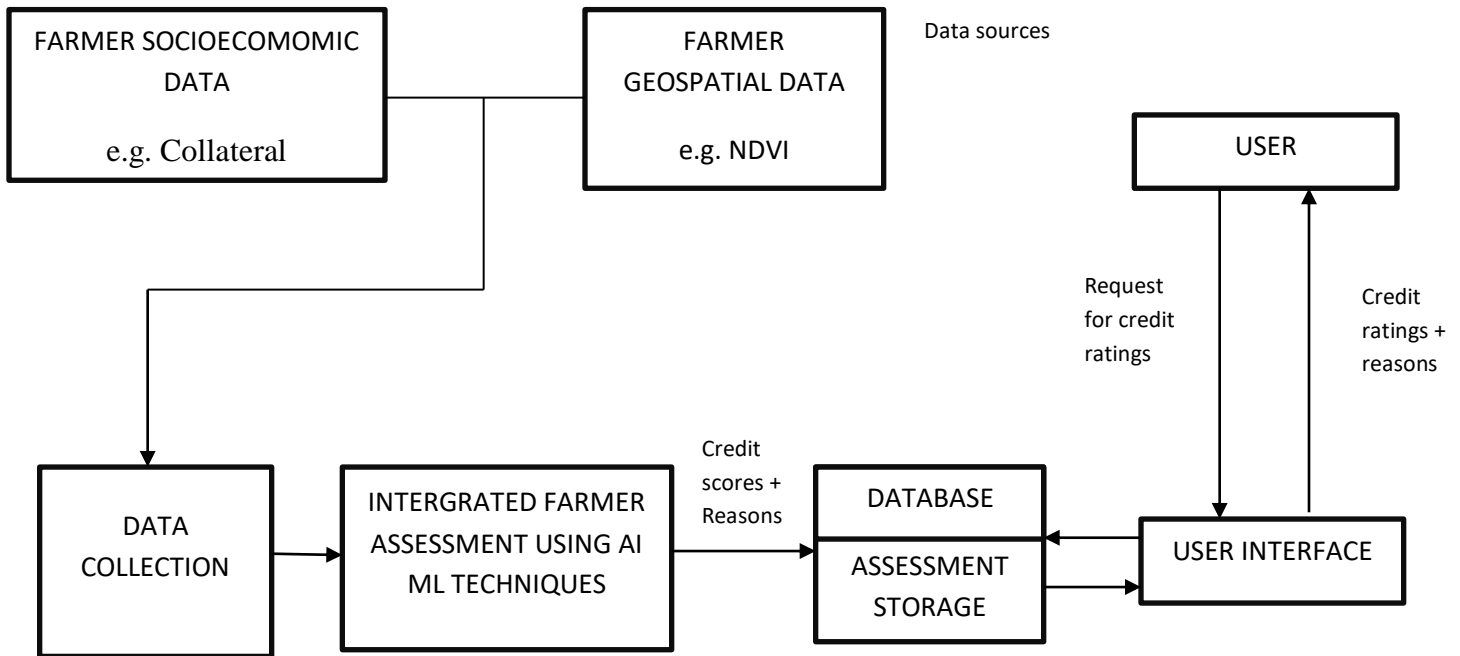 FARMER SOCIOECOMOMIC
DATA
e.g. Collateral
FARMER
GEOSPATIAL DATA
e.g. NDVI
Data sources
USER
Request
for credit
ratings
Credit
ratings +
reasons
DATA
COLLECTION
INTERGRATED FARMER
ASSESSMENT USING AI
ML TECHNIQUES
Credit
scores +
Reasons
DATABASE
ASSESSMENT
STORAGE
USER INTERFACE